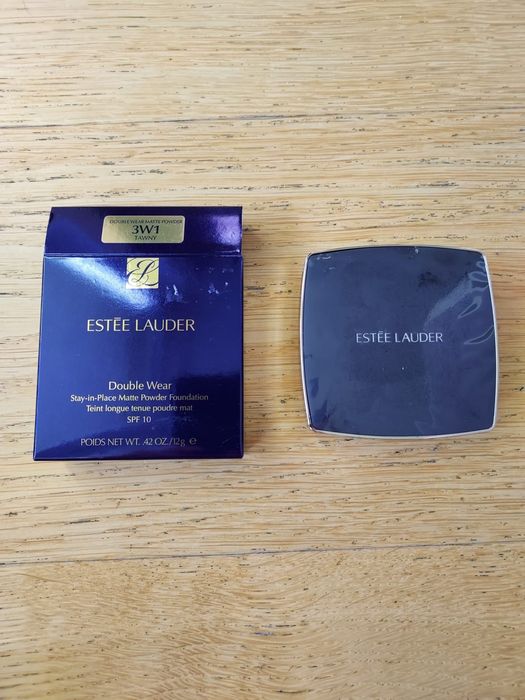 DOUBLE WEAR MATTE POWDER
3W1
TAWNY
ESTĒE LAUDER
Double Wear
Stay-in-Place Matte Powder Foundation
Teint longue tenue poudre mat
SPF 10
POIDS NET WT. .42 OZ./12g ℮
ESTĒE LAUDER